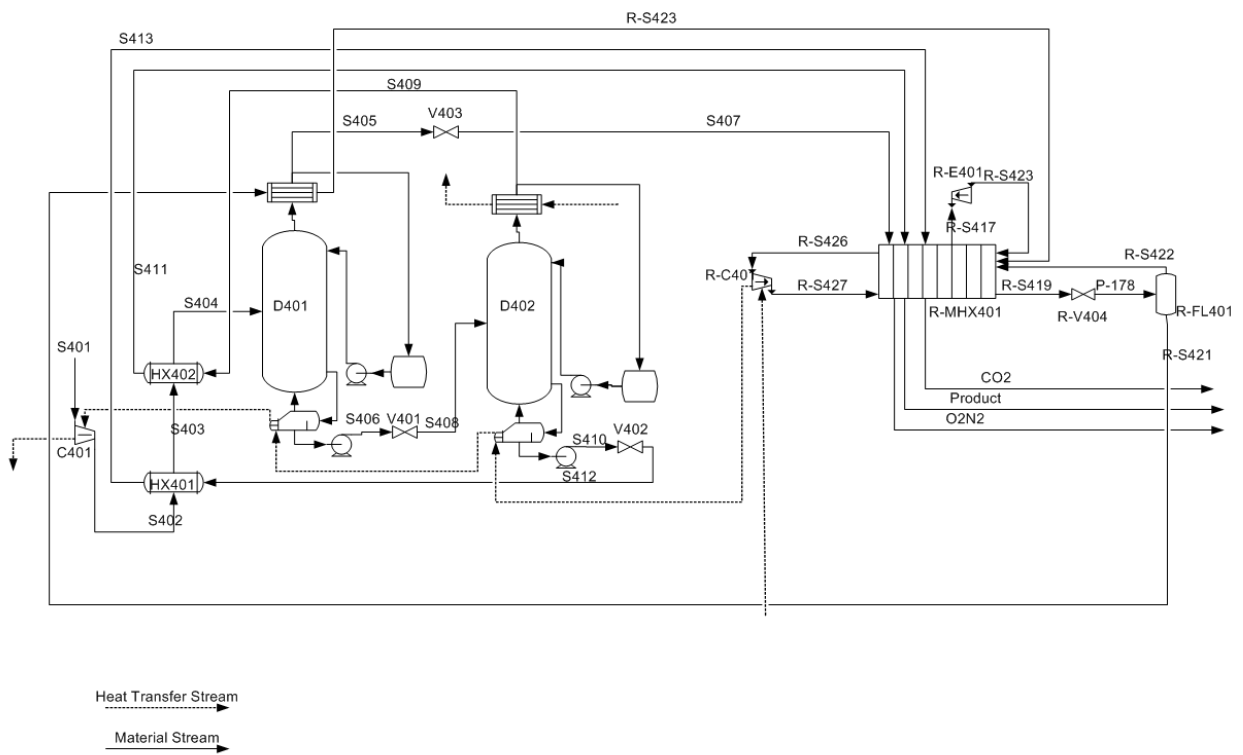 R-S423
S413
S409
V403
S405
S407
R-E401
R-S423
R-S417
R-S426
R-S422
S411
S404
D401
D402
R-C401
R-S427
R-S419
P-178
R-MHX401
R-V404
R-FL401
S401
R-S421
HX402
CO2
Product
S406
V401
S408
V402
O2N2
S403
S410
C401
HX401
S412
S402
Heat Transfer Stream
Material Stream